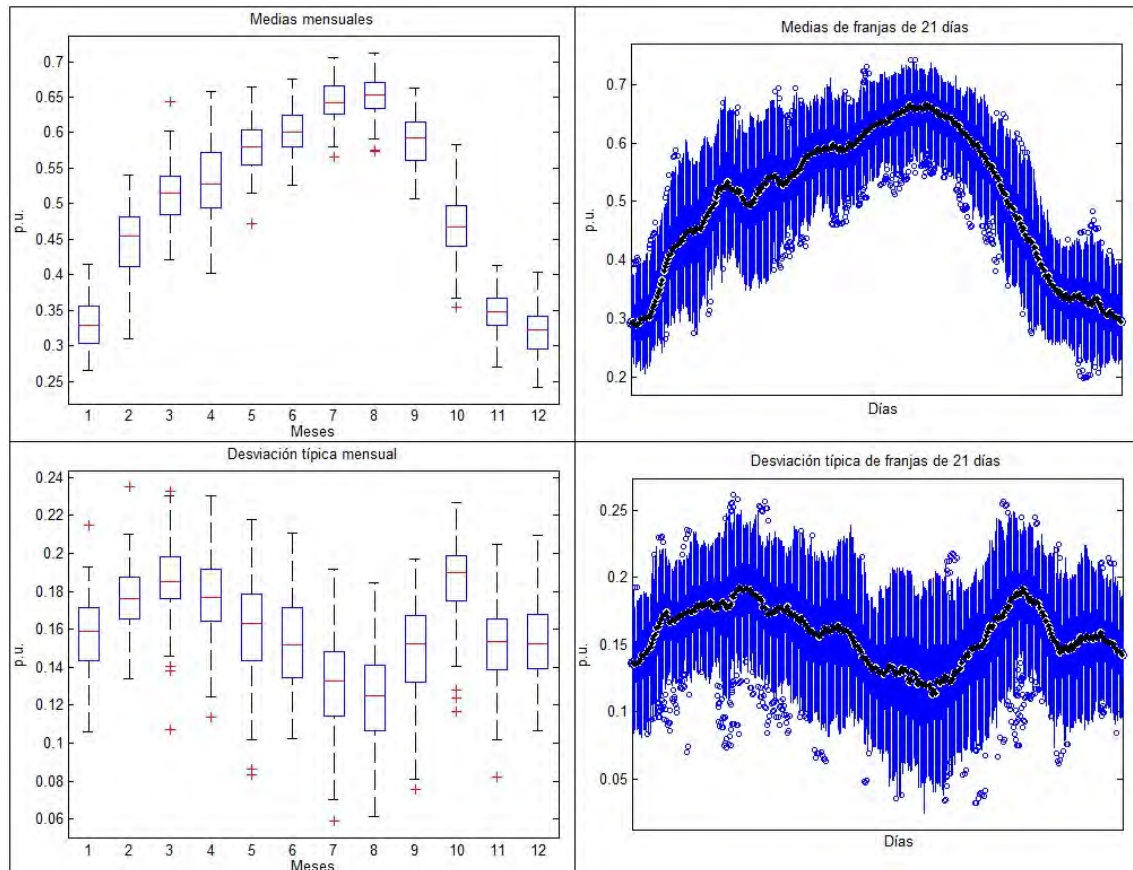 Medias mensuales
0.7
0.65
0.6
0.55
0.5
0.45
0.4
0.35
0.3
0.25
p.u.
1 2 3 4 5 6 7 8 9 10 11 12
Meses
Medias de franjas de 21 días
0.7
0.6
0.5
0.4
0.3
0.2
p.u.
Días
Desviación típica mensual
0.24
0.22
0.2
0.18
0.16
0.14
0.12
0.1
0.08
0.06
p.u.
1 2 3 4 5 6 7 8 9 10 11 12
Meses
Desviación típica de franjas de 21 días
0.25
0.2
0.15
0.1
0.05
p.u.
Días